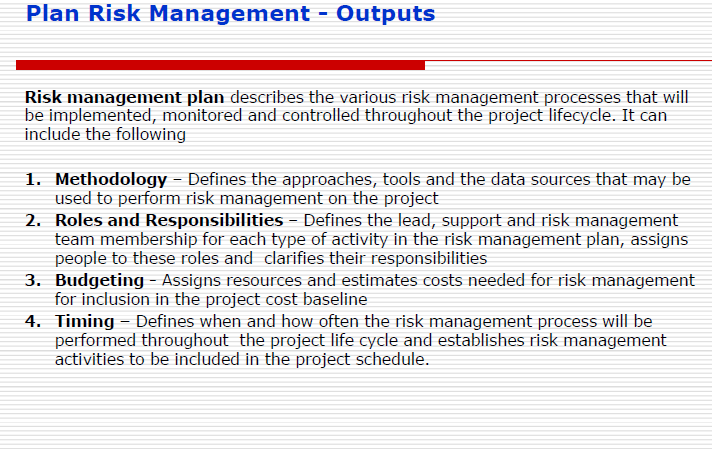 Plan Risk Management - Outputs
Risk management plan describes the various risk management processes that will
be implemented, monitored and controlled throughout the project lifecycle. It can
include the following
1. Methodology – Defines the approaches, tools and the data sources that may be
used to perform risk management on the project
2. Roles and Responsibilities – Defines the lead, support and risk management
team membership for each type of activity in the risk management plan, assigns
people to these roles and  clarifies their responsibilities
3. Budgeting - Assigns resources and estimates costs needed for risk management
for inclusion in the project cost baseline
4. Timing – Defines when and how often the risk management process will be
performed throughout  the project life cycle and establishes risk management
activities to be included in the project schedule.